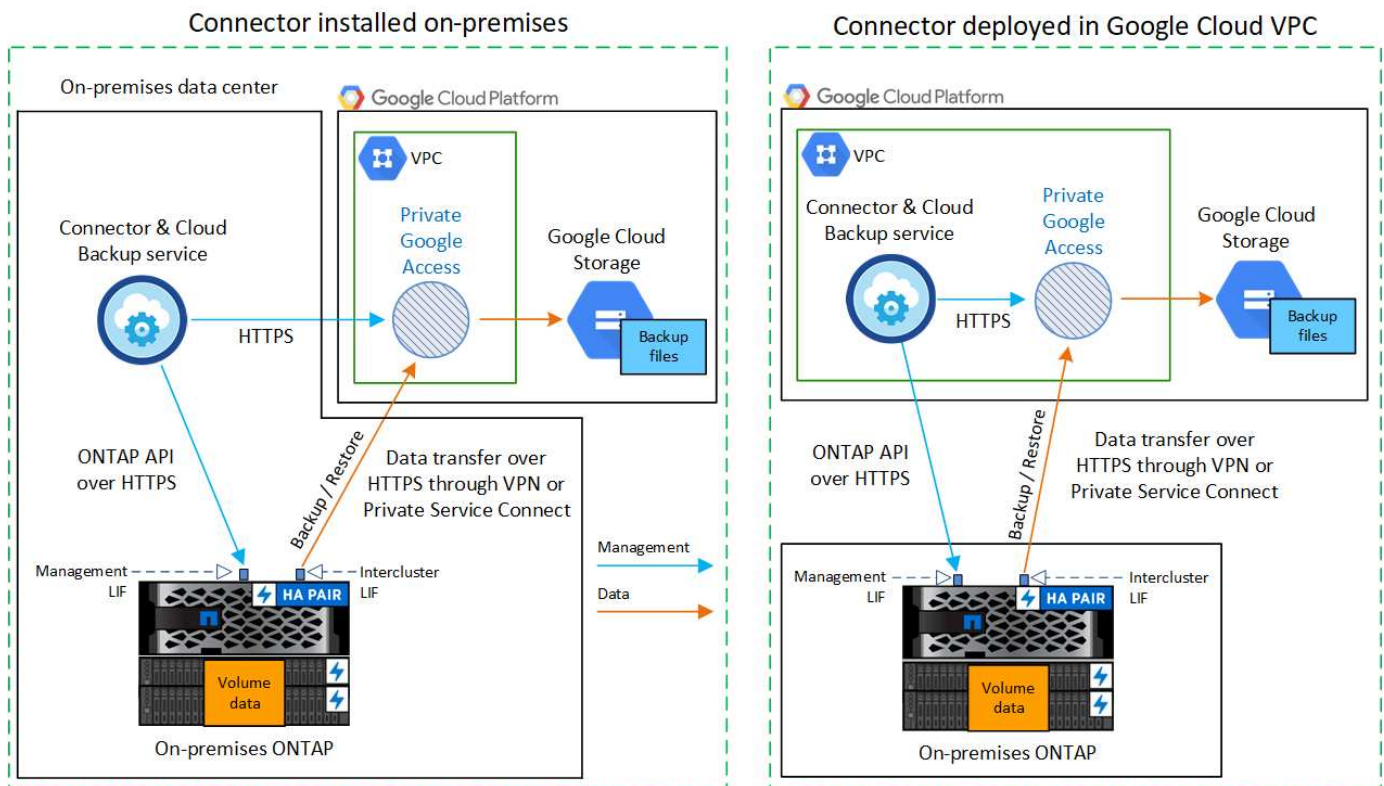 Connector installed on-premises
On-premises data center
Google Cloud Platform
VPC
Connector & Cloud
Backup service
Private
Google
Access
Google Cloud
Storage
HTTPS
Backup
files
ONTAP API
over HTTPS
Backup / Restore
Data transfer over
HTTPS through VPN or
Private Service Connect
Management
LIF
Intercluster
LIF
HA PAIR
Volume
data
On-premises ONTAP
Management
Data
Connector deployed in Google Cloud VPC
Google Cloud Platform
VPC
Connector & Cloud
Backup service
Private
Google
Access
Google Cloud
Storage
HTTPS
Backup
files
ONTAP API
over HTTPS
Backup / Restore
Data transfer over
HTTPS through VPN or
Private Service Connect
Management
LIF
Intercluster
LIF
HA PAIR
Volume
data
On-premises ONTAP